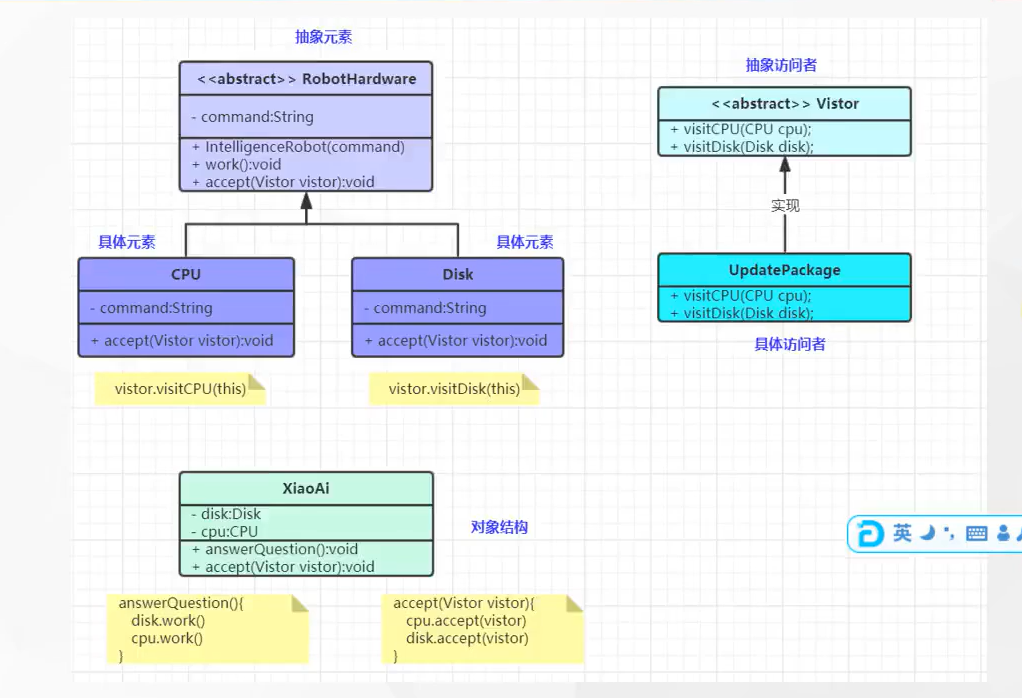 抽象元素
<<abstract>> RobotHardware
- command:String
+ IntelligenceRobot(command)
+ work():void
+ accept(Vistor vistor):void
抽象访问者
<<abstract>> Vistor
+ visitCPU(CPU cpu);
+ visitDisk(Disk disk);
实现
具体元素
CPU
- command:String
+ accept(Vistor vistor):void
vistor.visitCPU(this)
具体元素
Disk
- command:String
+ accept(Vistor vistor):void
vistor.visitDisk(this)
UpdatePackage
+ visitCPU(CPU cpu);
+ visitDisk(Disk disk);
具体访问者
XiaoAi
- disk:Disk
- cpu:CPU
+ answerQuestion():void
+ accept(Vistor vistor):void
对象结构
answerQuestion(){
disk.work()
cpu.work()
}
accept(Vistor vistor){
cpu.accept(vistor)
disk.accept(vistor)
}
英